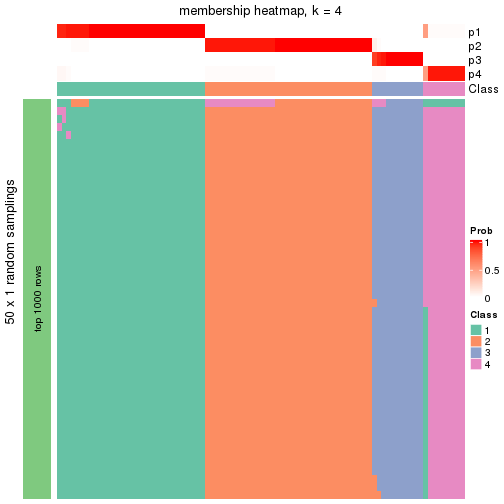 membership heatmap, k = 4
p1
p2
p3
p4
Class
50 x 1 random samplings
top 1000 rows
Prob
1
0.5
0
Class
1
2
3
4